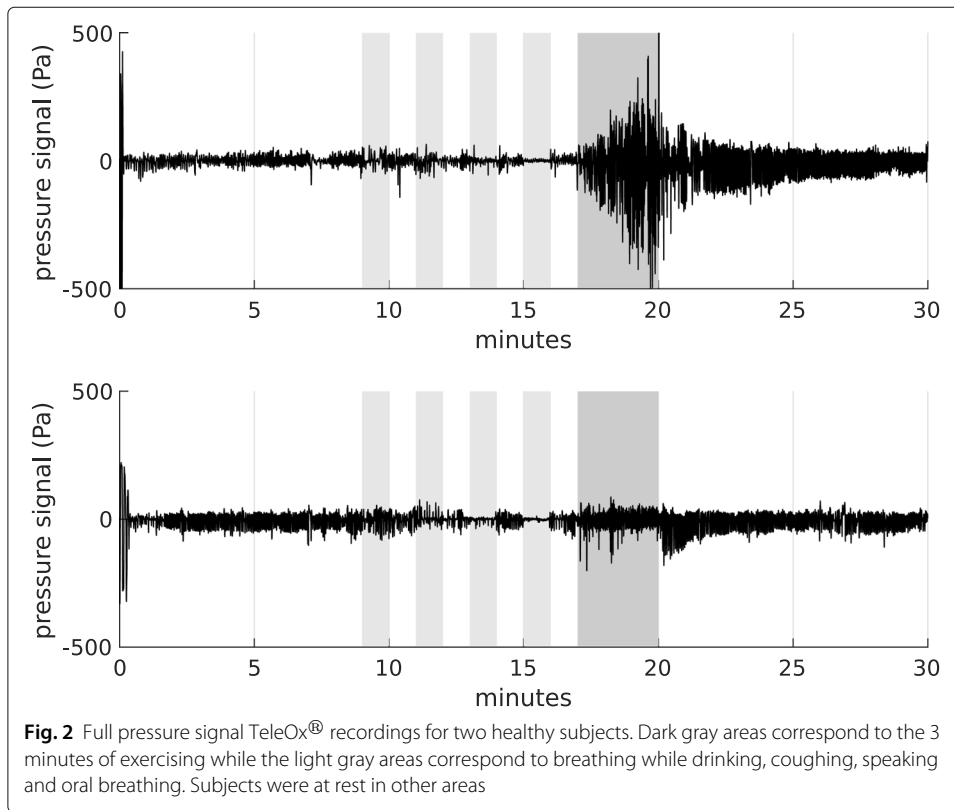 500
0
-500
pressure signal (Pa)
0 5 10 15 20 25 30
minutes
500
0
-500
pressure signal (Pa)
0 5 10 15 20 25 30
minutes
Fig. 2 Full pressure signal TeleOx® recordings for two healthy subjects. Dark gray areas correspond to the 3
minutes of exercising while the light gray areas correspond to breathing while drinking, coughing, speaking
and oral breathing. Subjects were at rest in other areas